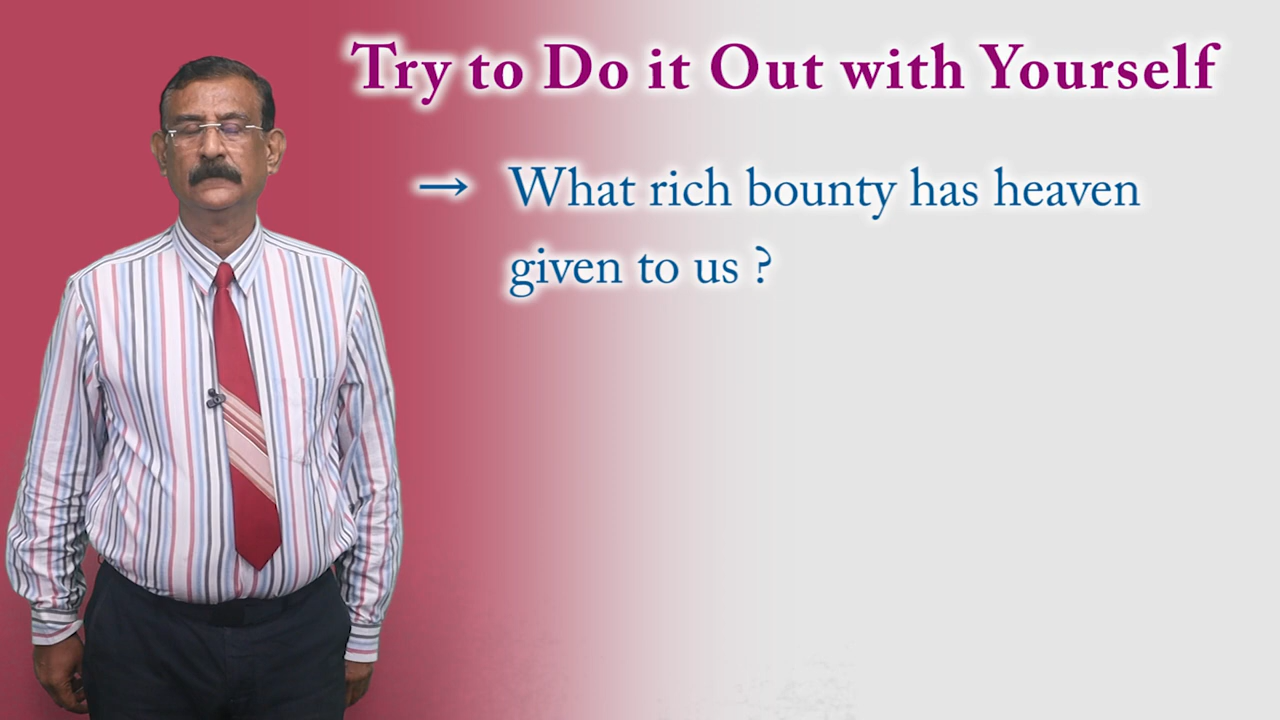 Try to Do it Out with Yourself
→ What rich bounty has heaven
given to us ?